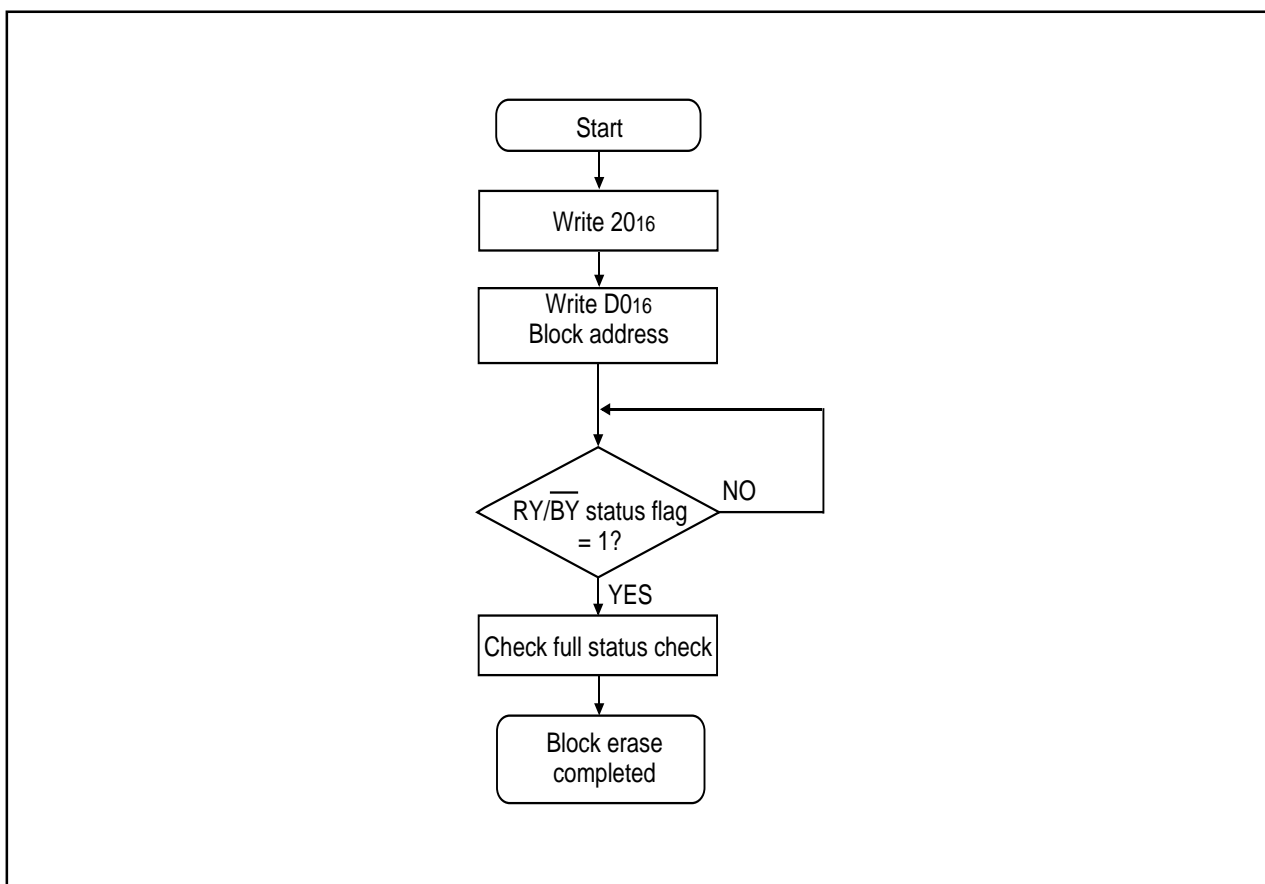 Start
Write 2016
Write D016
Block address
RY/B̅Y̅ status flag
= 1?
NO
YES
Check full status check
Block erase
completed